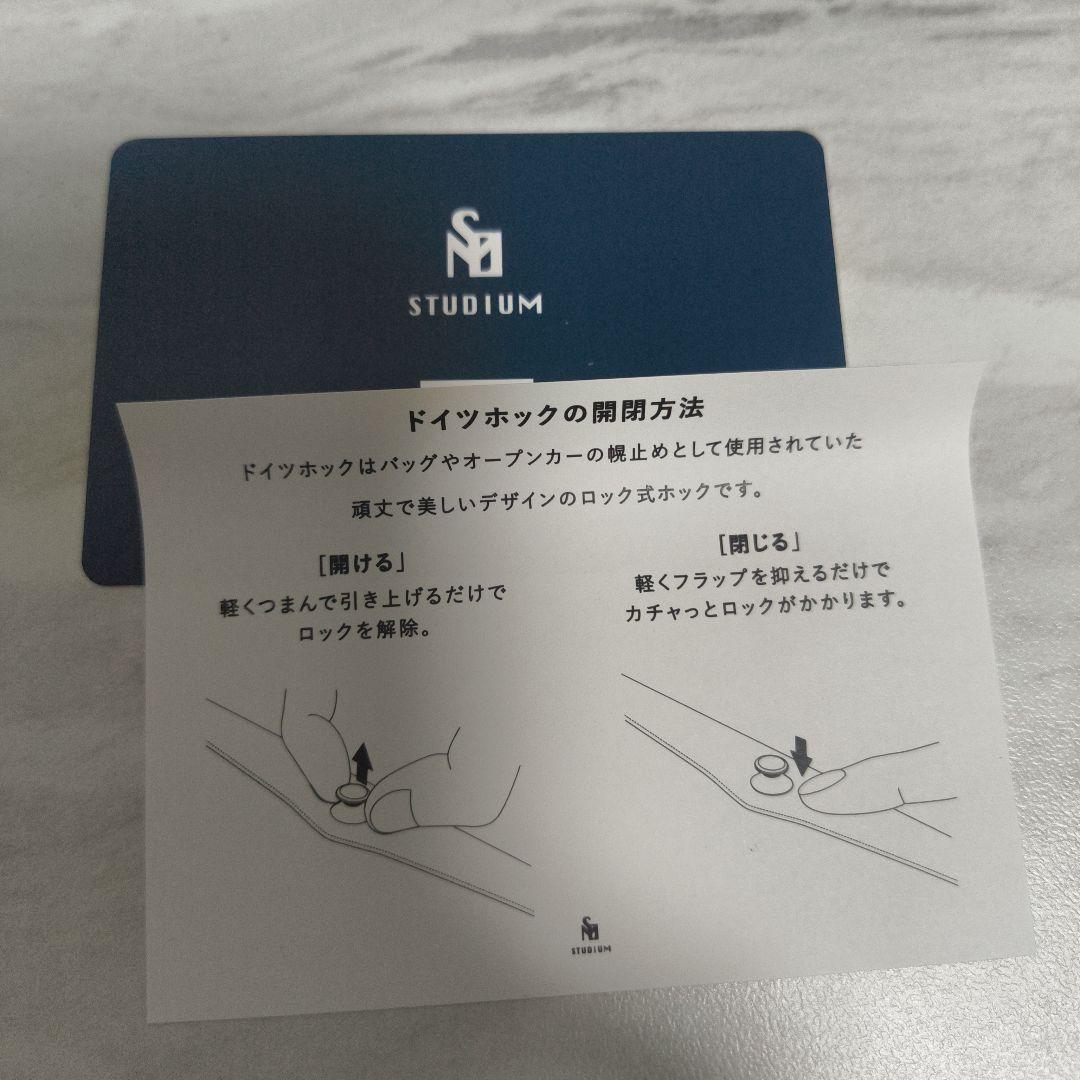 STUDIUM
ドイツホックの開閉方法
ドイツホックはバッグやオープンカーの幌止めとして使用されていた
頑丈で美しいデザインのロック式ホックです。
［開ける」
軽くつまんで引き上げるだけで
ロックを解除。
［閉じる」
軽くフラップを抑えるだけで
カチャっとロックがかかります。
STUDIUM